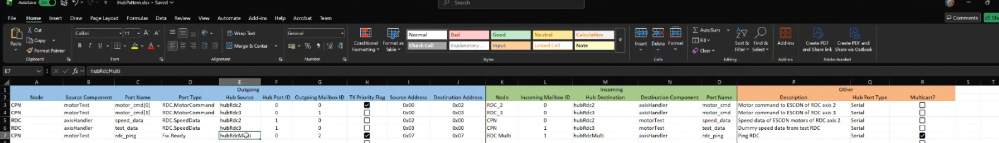 AutoSave On HubPattern.xlsx • Saved Search
File Home Insert Draw Page Layout Formulas Data Review View Automate Add-ins Help Acrobat Team Comments
Cut Calibri 11 Wrap Text General Normal Bad Good Neutral Calculation AutoSum
Paste Copy Conditional Formatting Format as Table Insert Delete Format Fill Sort & Filter Find & Select Add-ins Create PDF and Share link Create PDF and Share via Outlook
Format Painter Merge & Center Check Cell Explanatory ... Input Linked Cell Note Clear
Clipboard Font Alignment Number Styles Cells Editing Add-ins Adobe Acrobat
E7 fx hubRdcMulti
A B C D E F G H I J K L M N O P Q R S T
1 Outgoing Incoming Other
2 Node Source Component Port Name Port Type Hub Source Hub Port ID Outgoing Mailbox ID TX Priority Flag Source Address Destination Address Node Incoming Mailbox ID Hub Destination Destination Component Port Name Description Hub Port Type Multicast?
3 CPN motorTest motor_cmd[0] RDC.MotorCommand hubRdc2 0 0 0x00 0x02 RDC_2 0 hubRdc2 axisHandler motor_cmd Motor command to ESCON of RDC axis 2 Serial
4 CPN motorTest motor_cmd[1] RDC.MotorCommand hubRdc3 0 1 0x00 0x03 RDC_3 0 hubRdc3 axisHandler motor_cmd Motor command to ESCON of RDC axis 3 Serial
5 RDC axisHandler speed_data RDC.SpeedData hubRdc2 1 0 0x02 0x00 CPN 0 hubRdc2 motorTest speed_data Speed data of ESCON motors of RDC axis 2 Serial
6 RDC axisHandler test_data RDC.SpeedData hubRdc3 1 0 0x03 0x00 CPN 1 hubRdc3 motorTest test_data Dummy speed data from test RDC Serial
7 CPN motorTest rdc_ping Fw.Ready hubRdcMulti 0 2 0x07 0x07 RDC Multi 1 hubRdcMulti axisHandler rdc_ping Ping RDC Serial